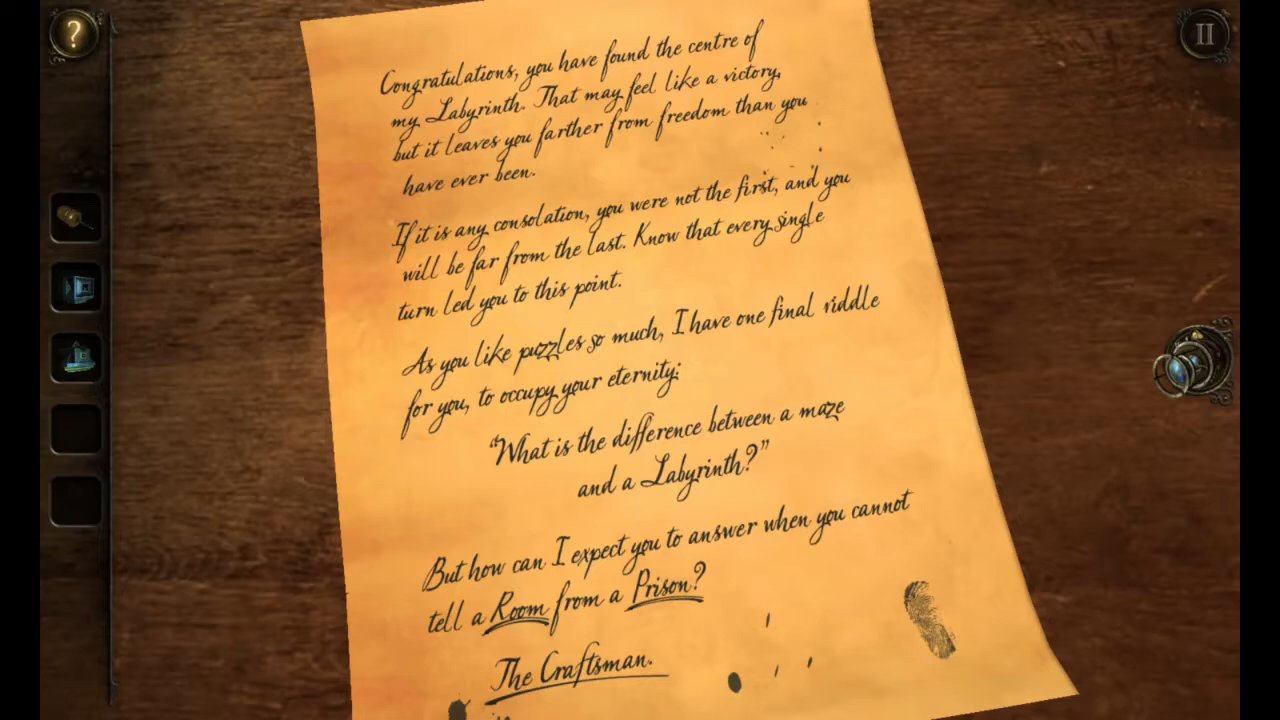 ?
II
Congratulations, you have found the centre of
my Labyrinth. That may feel like a victory,
but it leaves you farther from freedom than you
have ever been.
If it is any consolation, you were not the first, and you
will be far from the last. Know that every single
turn led you to this point.
As you like puzzles so much, I have one final riddle
for you, to occupy your eternity:
“What is the difference between a maze
and a Labyrinth?”
But how can I expect you to answer when you cannot
tell a Room from a Prison?
The Craftsman.